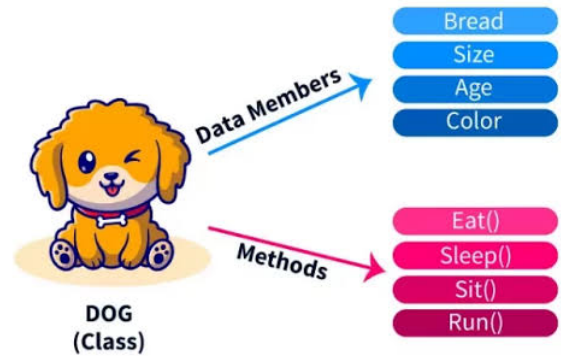 Data Members
Bread
Size
Age
Color
Methods
Eat()
Sleep()
Sit()
Run()
DOG
(Class)